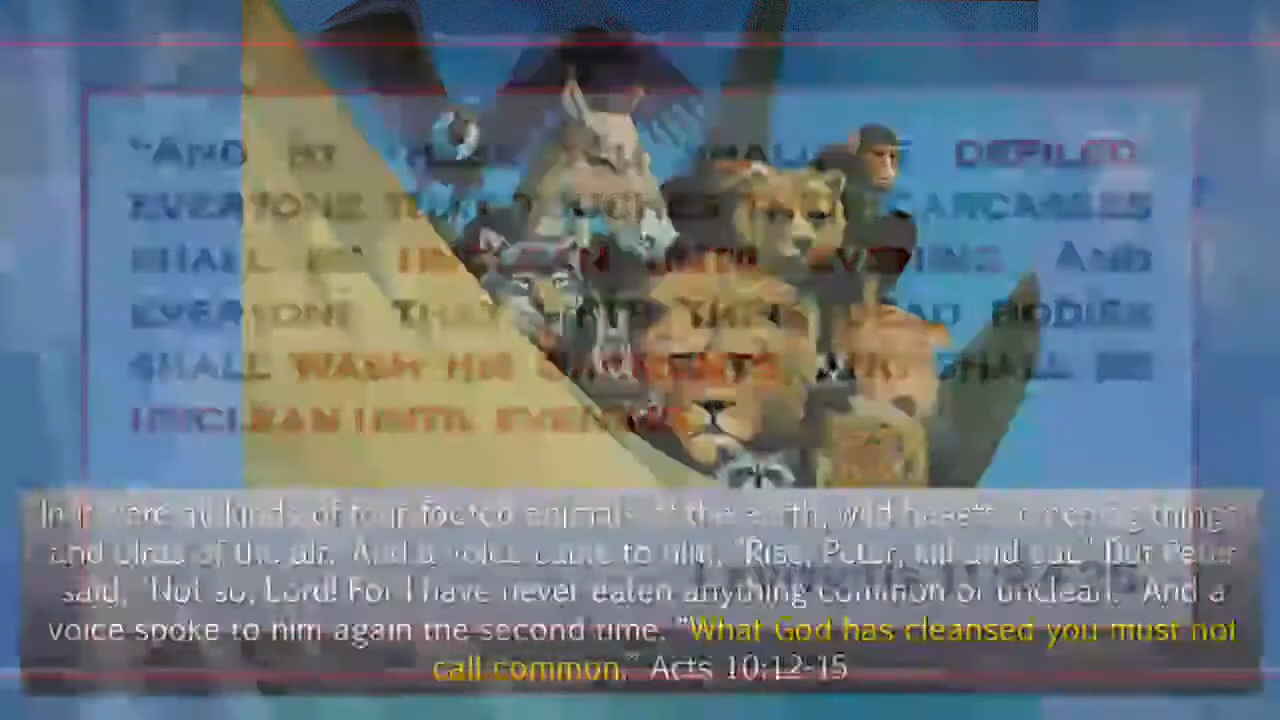 “AND BY THESE SHALL DEFILED.
EVERYONE THAT TOUCHES CARCASSES
SHALL BE UNCLEAN UNTIL EVENING. AND
EVERYONE THAT THEIR DEAD BODIES
SHALL WASH HIS GARMENTS, AND SHALL BE
UNCLEAN UNTIL EVENING.
In it were all kinds of four-footed animals of the earth, wild beasts, creeping things
and birds of the air. And a voice came to him, "Rise, Peter, kill and eat." But Peter
said, "Not so, Lord! For I have never eaten anything common or unclean." And a
voice spoke to him again the second time. "What God has cleansed you must not
call common." Acts 10:12-15